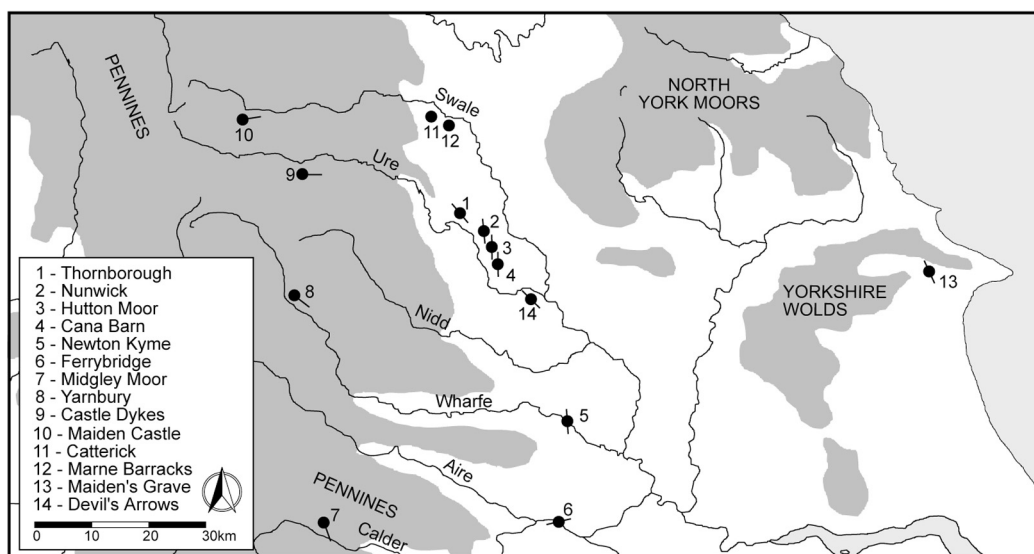 PENNINES
NORTH
YORK MOORS
Swale
11
12
10
Ure
9
1
2
3
4
13
8
14
YORKSHIRE
WOLDS
Nidd
Wharfe
5
Aire
PENNINES
7
Calder
6
1 - Thornborough
2 - Nunwick
3 - Hutton Moor
4 - Cana Barn
5 - Newton Kyme
6 - Ferrybridge
7 - Midgley Moor
8 - Yarnbury
9 - Castle Dykes
10 - Maiden Castle
11 - Catterick
12 - Marne Barracks
13 - Maiden's Grave
14 - Devil's Arrows
0 10 20 30km